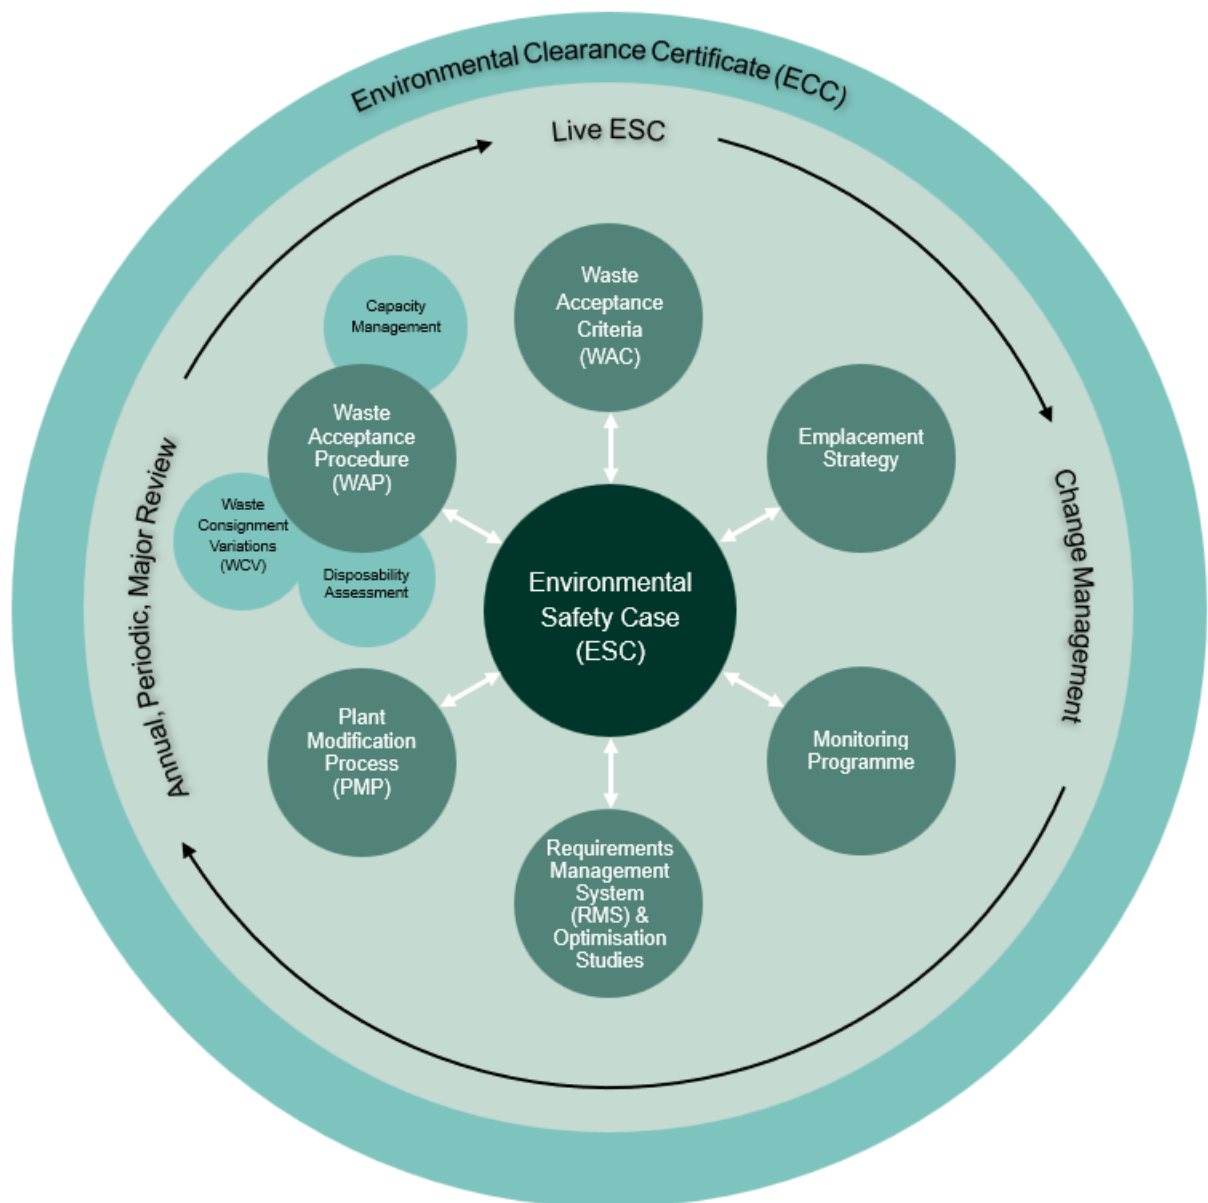 Environmental Clearance Certificate (ECC)
Live ESC
Waste
Acceptance
Criteria
(WAC)
Capacity
Management
Waste
Acceptance
Procedure
(WAP)
Emplacement
Strategy
Annual, Periodic, Major Review
Change Management
Waste
Consignment
Variations
(WCV)
Disposability
Assessment
Environmental
Safety Case
(ESC)
Plant
Modification
Process
(PMP)
Monitoring
Programme
Requirements
Management
System
(RMS) &
Optimisation
Studies